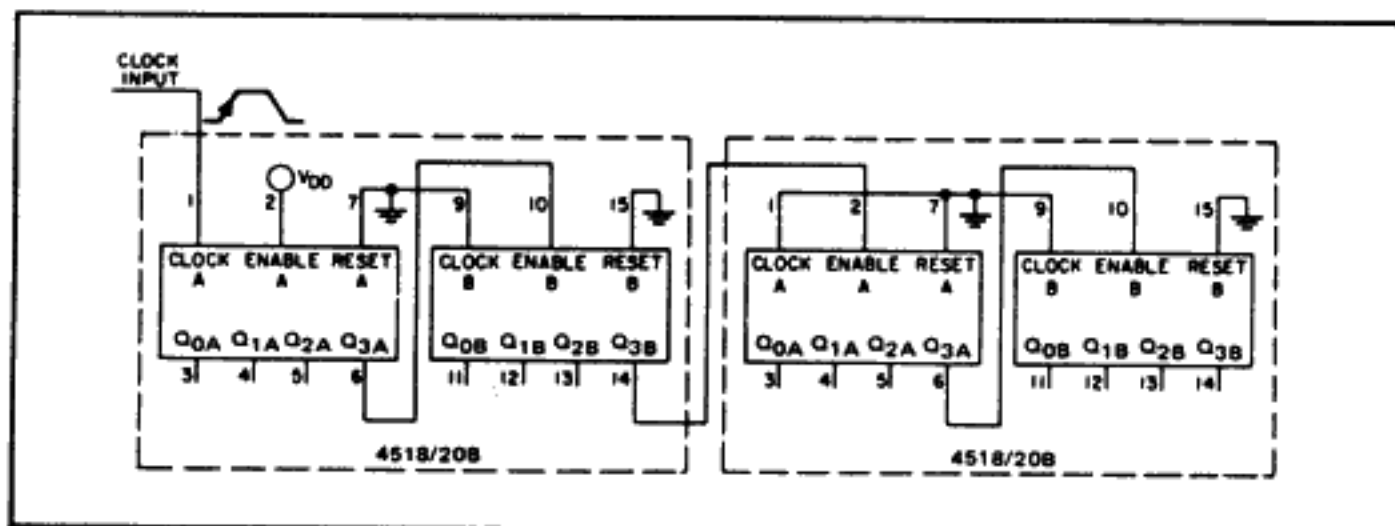 CLOCK
INPUT
VDD
1 2 7 9 10 15 1 2 7 9 10 15
CLOCK ENABLE RESET CLOCK ENABLE RESET CLOCK ENABLE RESET CLOCK ENABLE RESET
A A A B B B A A A B B B
Q0A Q1A Q2A Q3A Q0B Q1B Q2B Q3B Q0A Q1A Q2A Q3A Q0B Q1B Q2B Q3B
3 4 5 6 11 12 13 14 3 4 5 6 11 12 13 14
4518/20B 4518/20B